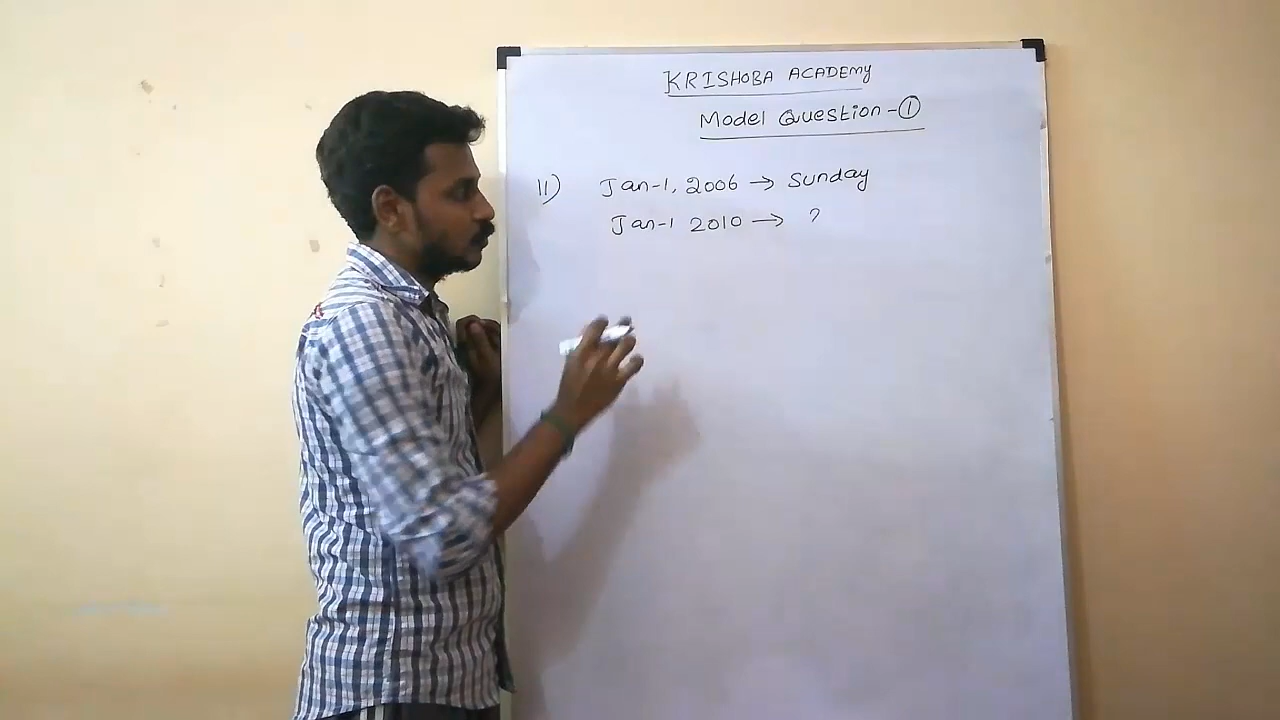 KRISHOBA ACADEMY
Model Question-①
11) Jan-1, 2006 → Sunday
Jan-1 2010 → ?